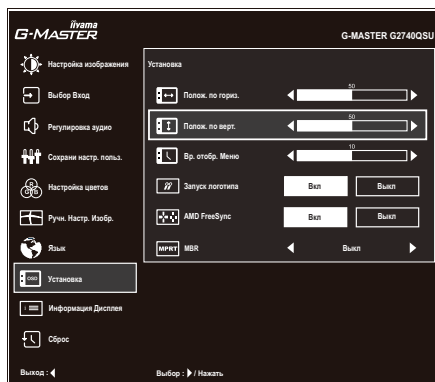 iiyama
G-MASTER
G-MASTER G2740QSU
Настройка изображения
Выбор Вход
Регулировка аудио
Сохрани настр. польз.
Настройка цветов
Ручн. Настр. Изобр.
Язык
OSD Установка
Информация Дисплея
Сброс
Установка
Полож. по гориз. 50
Полож. по верт. 50
Вр. отобр. Меню 10
Запуск логотипа Вкл Выкл
AMD FreeSync Вкл Выкл
MPRT MBR Выкл
Выход :
Выбор : / Нажать